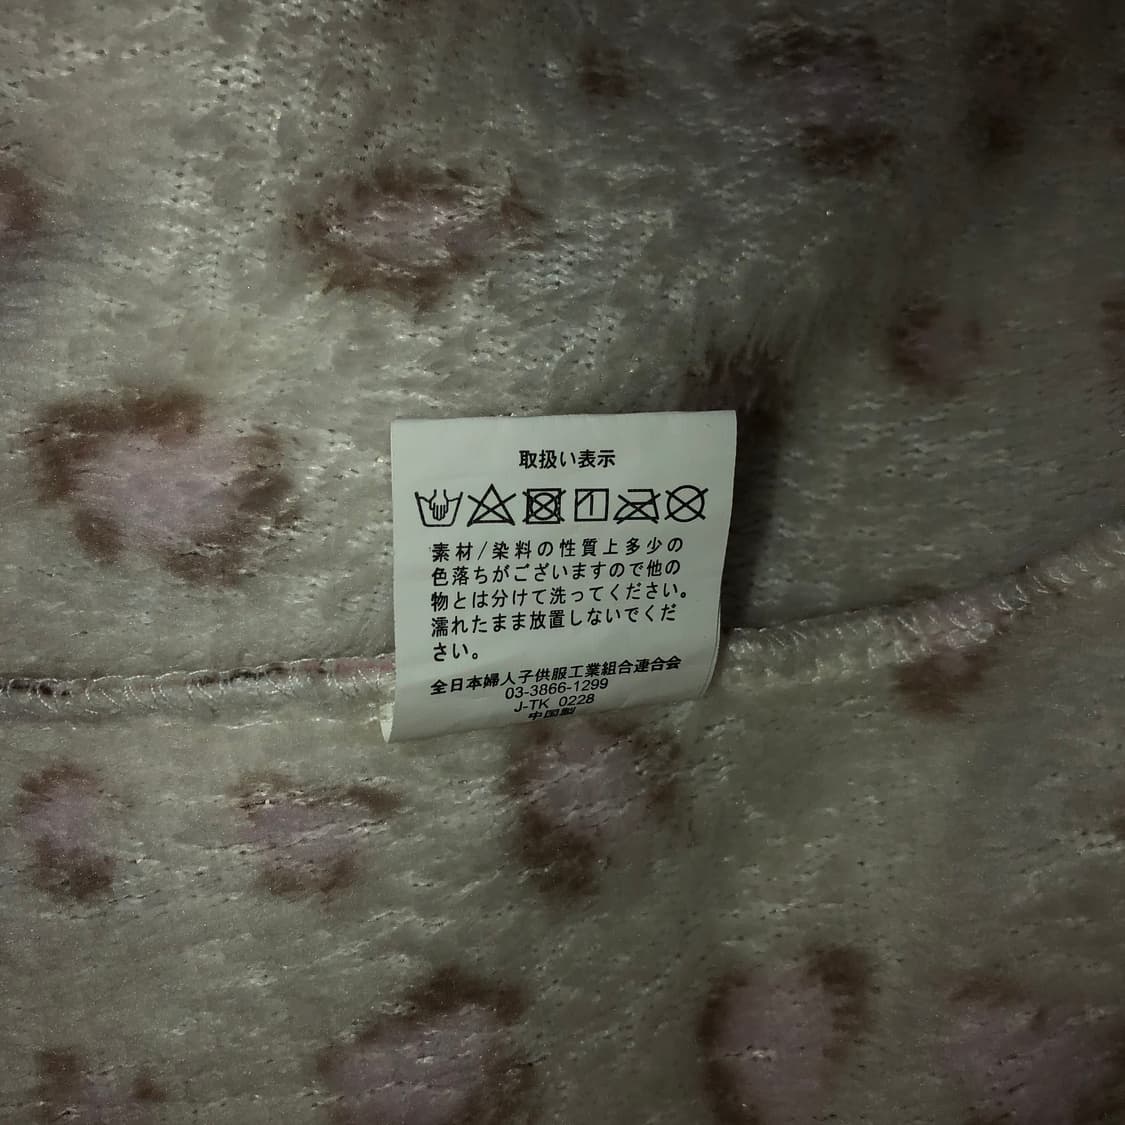 取扱い表示
素材/染料の性質上多少の
色落ちがございますので他の
物とは分けて洗ってください。
濡れたまま放置しないでくだ
さい。
全日本婦人子供服工業組合連合会
03-3866-1299
J-TK 0228
中国製